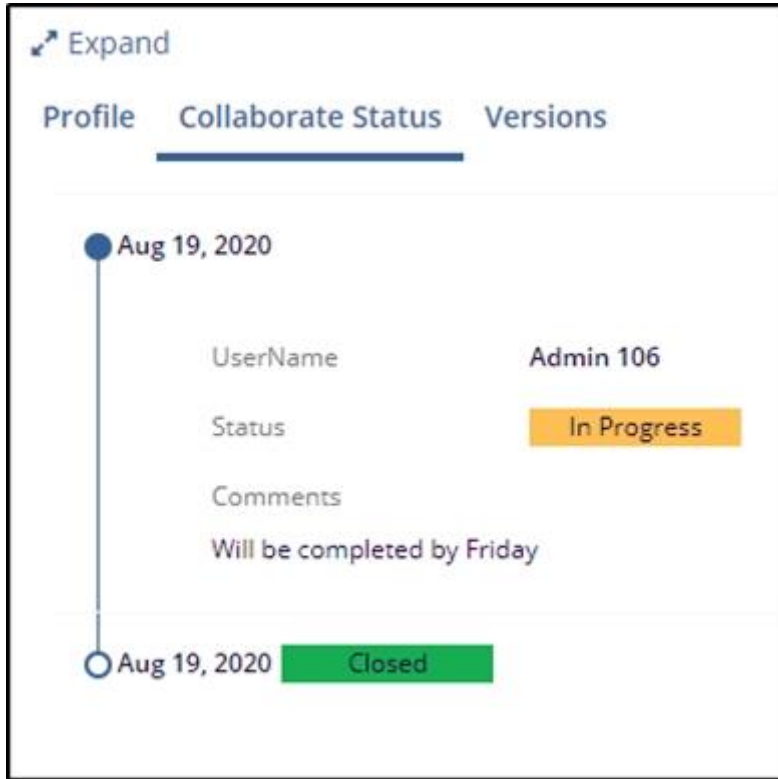 Expand
Profile Collaborate Status Versions
Aug 19, 2020
UserName Admin 106
Status In Progress
Comments
Will be completed by Friday
Aug 19, 2020 Closed